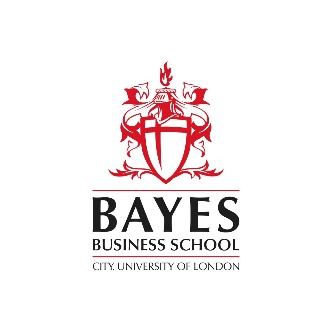 BAYES
BUSINESS SCHOOL
CITY, UNIVERSITY OF LONDON